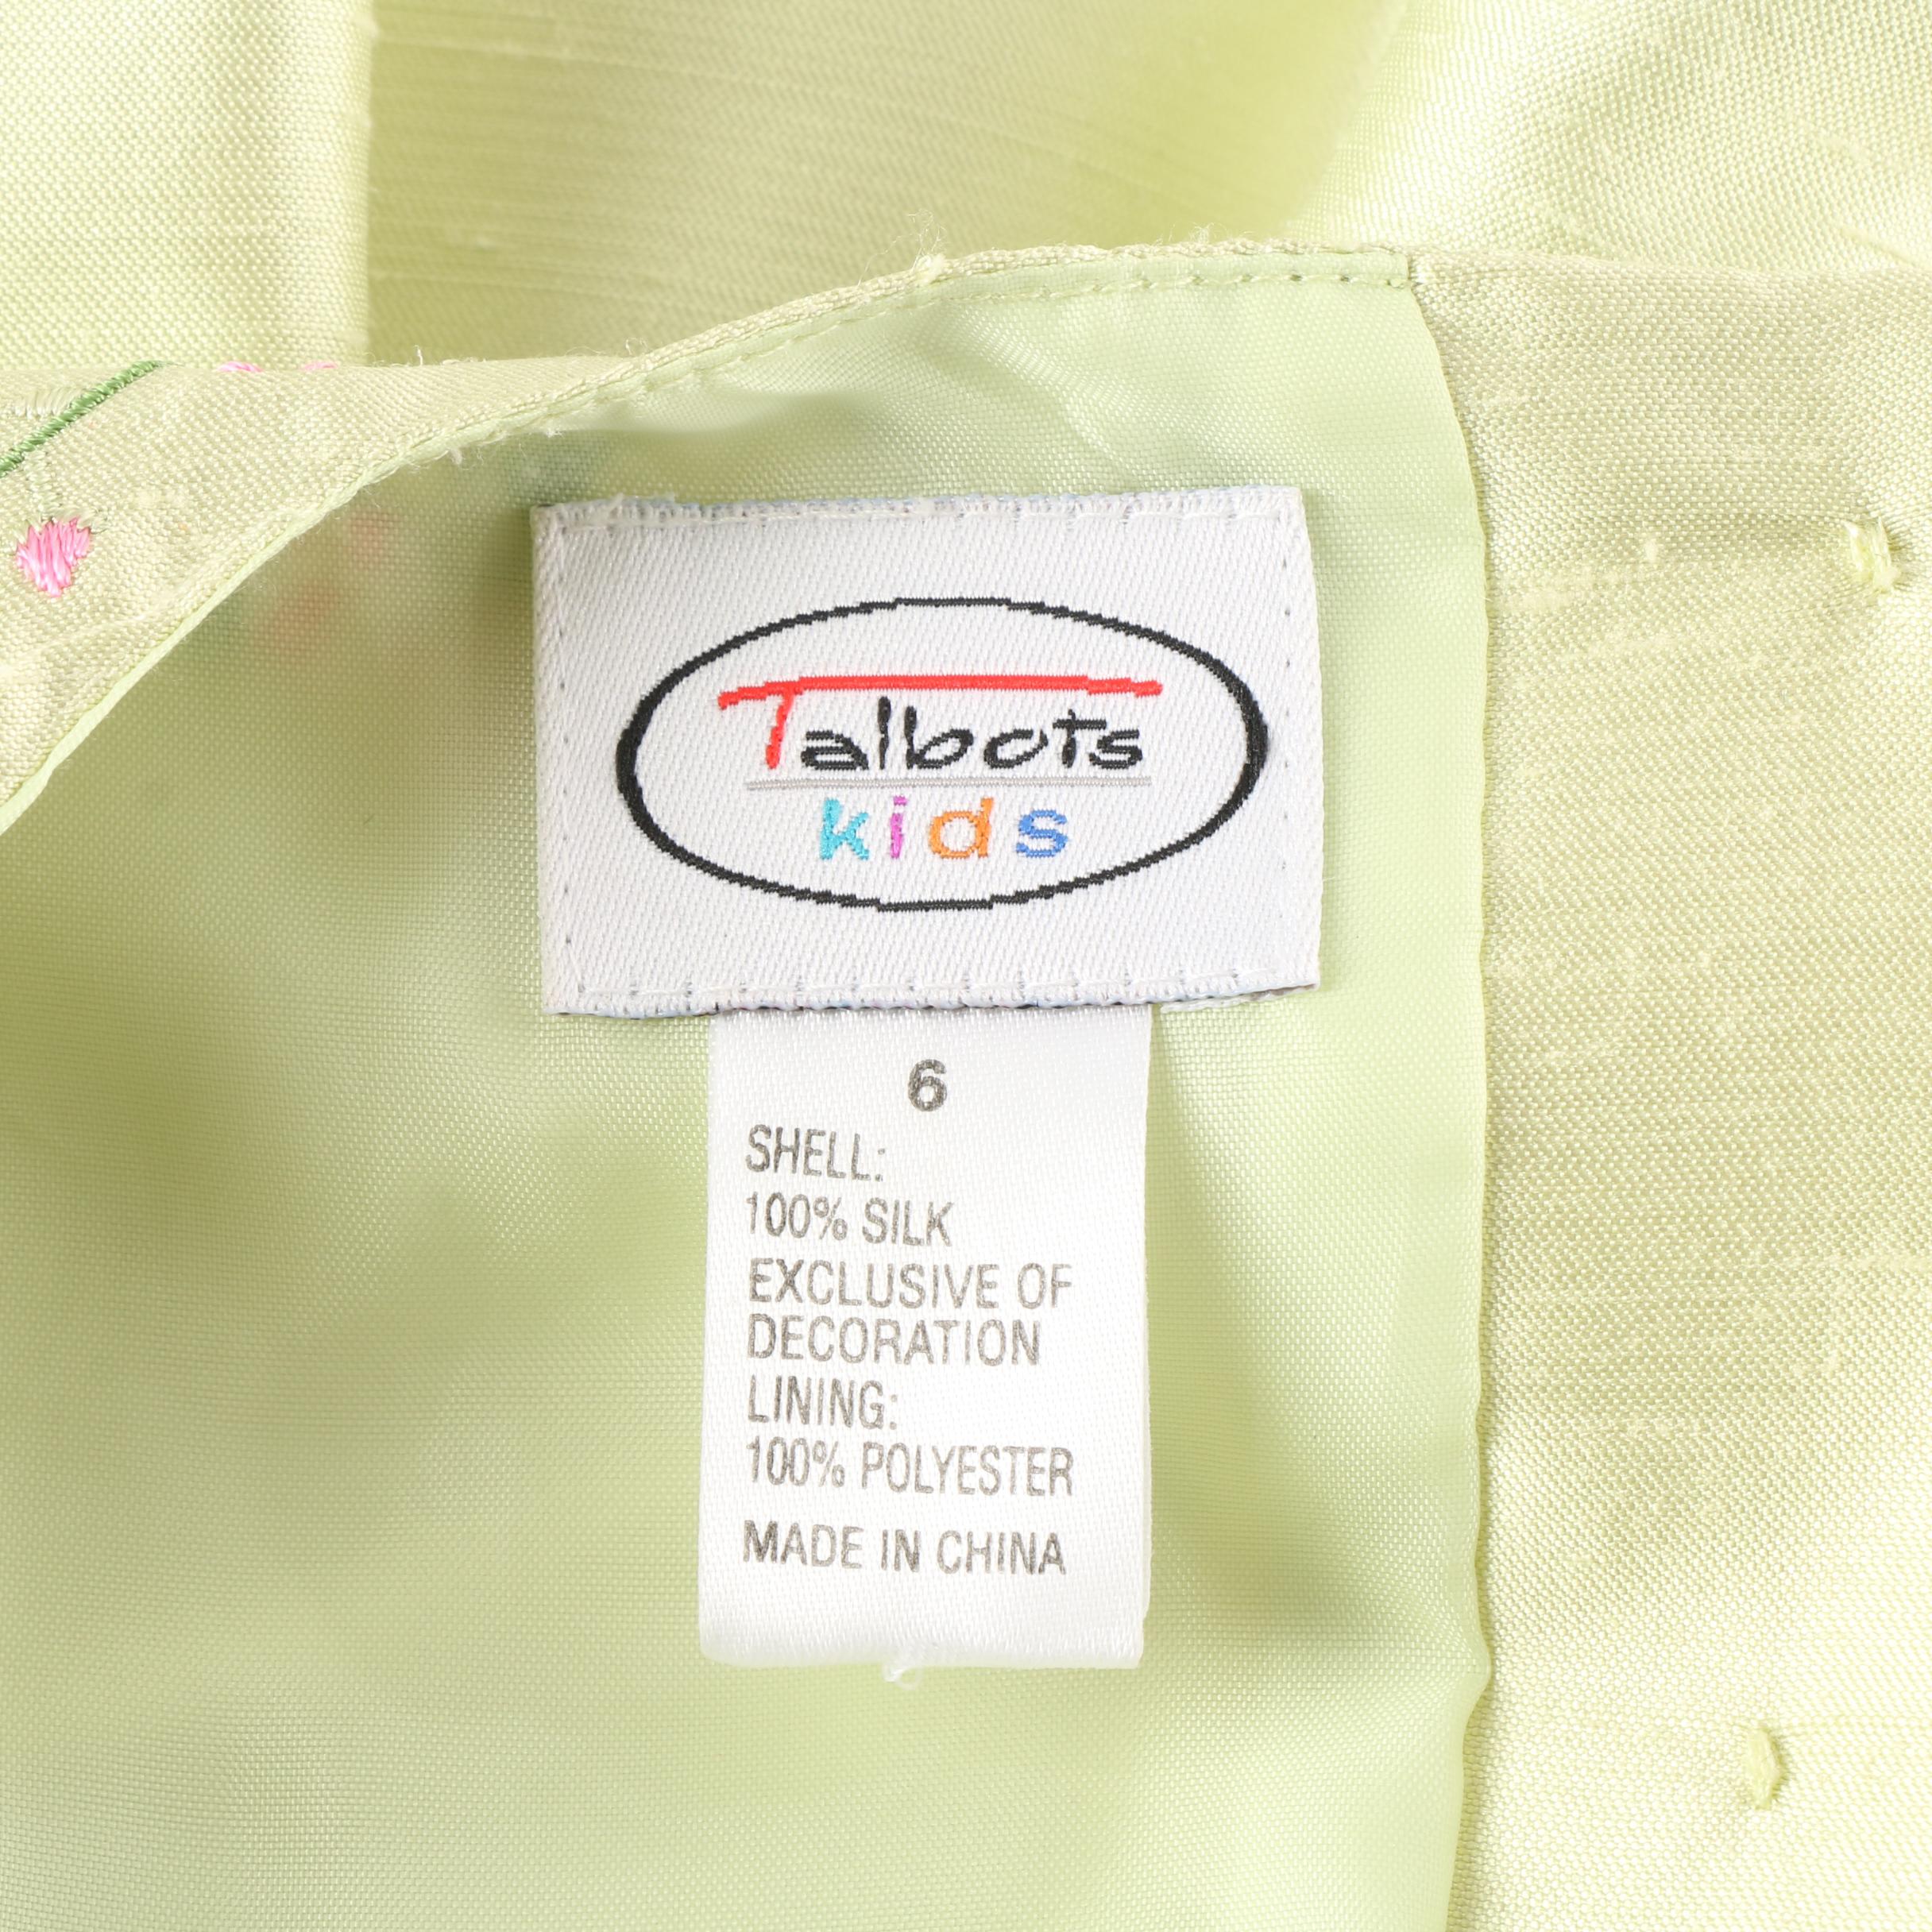 Talbots
kids
6
SHELL:
100% SILK
EXCLUSIVE OF
DECORATION
LINING:
100% POLYESTER
MADE IN CHINA